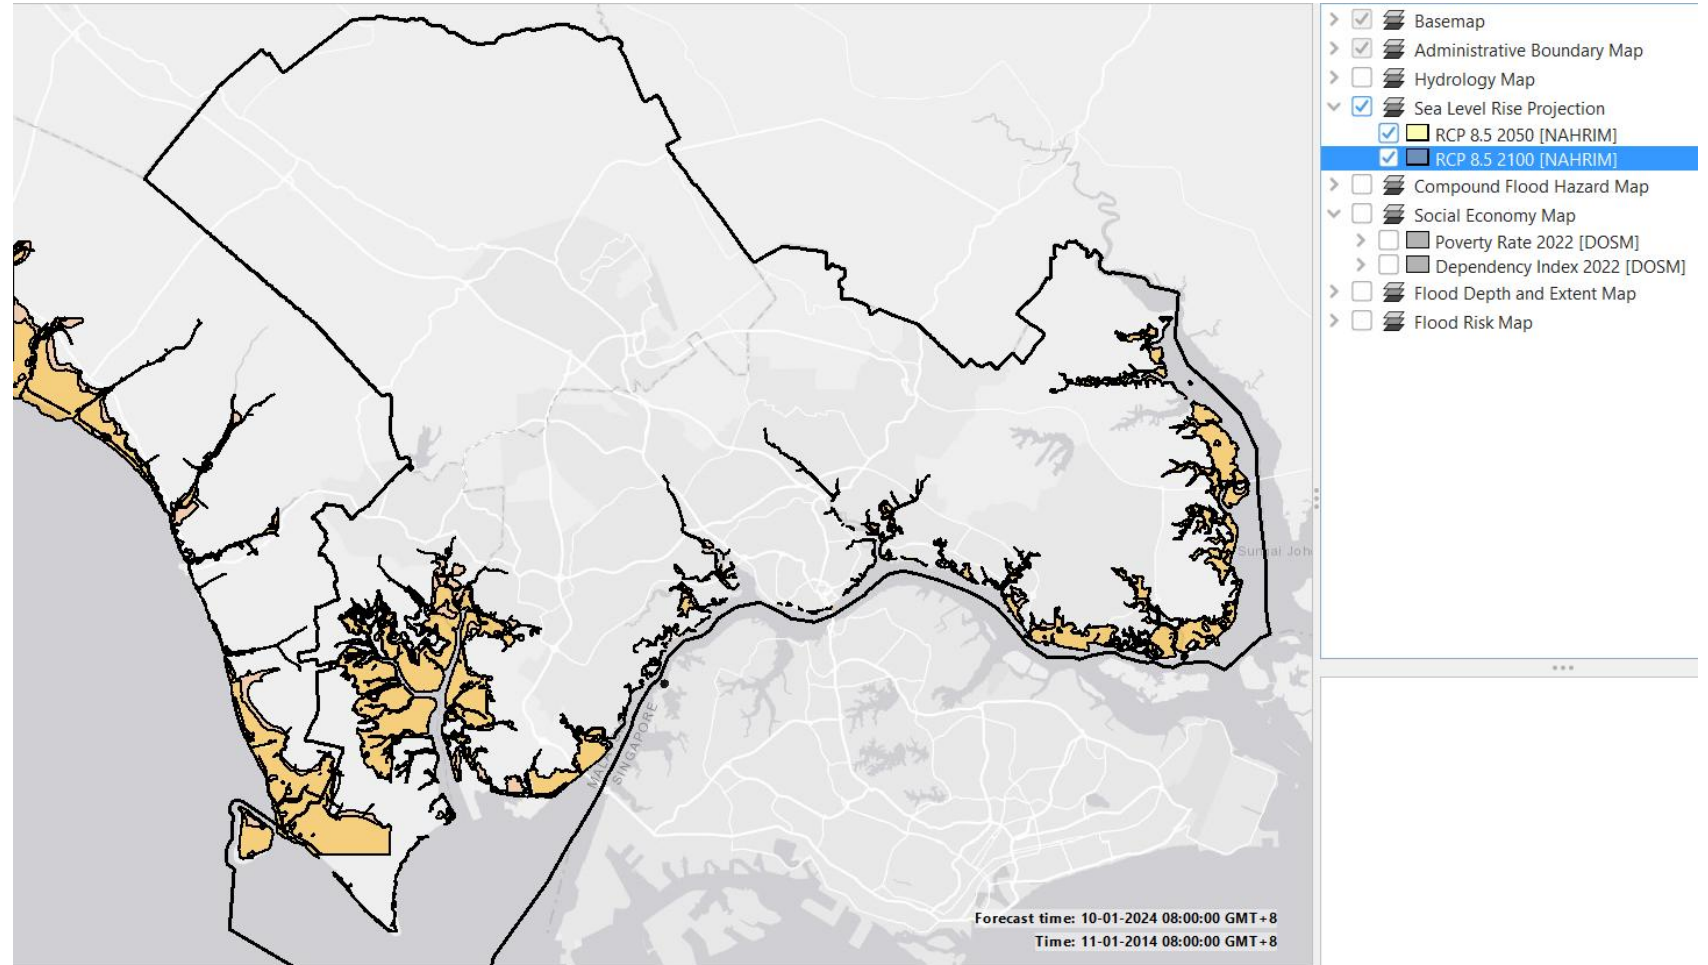 Basemap
Administrative Boundary Map
Hydrology Map
Sea Level Rise Projection
RCP 8.5 2050 [NAHRIM]
RCP 8.5 2100 [NAHRIM]
Compound Flood Hazard Map
Social Economy Map
Poverty Rate 2022 [DOSM]
Dependency Index 2022 [DOSM]
Flood Depth and Extent Map
Flood Risk Map
Sungai Joh
SINGAPORE
Forecast time: 10-01-2024 08:00:00 GMT+8
Time: 11-01-2014 08:00:00 GMT+8